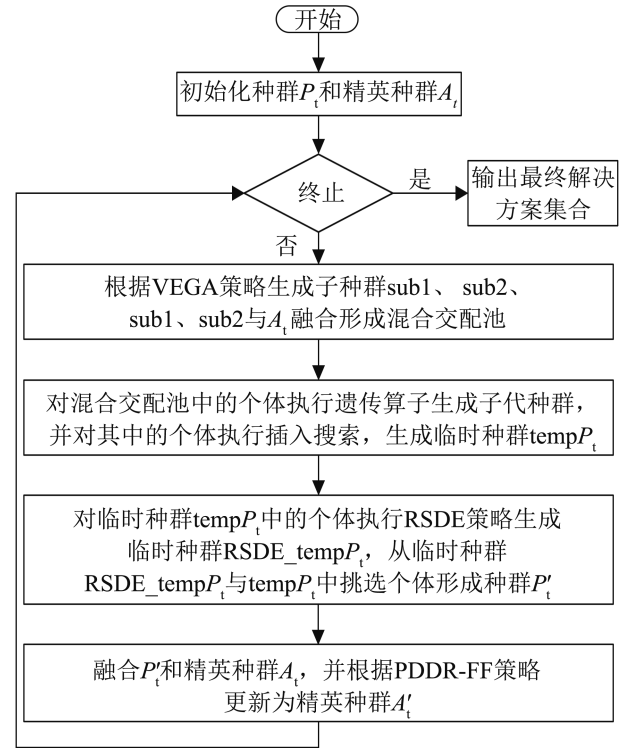 开始
初始化种群Pt和精英种群At
终止
是
输出最终解决
方案集合
否
根据VEGA策略生成子种群sub1、 sub2、
sub1、sub2与At融合形成混合交配池
对混合交配池中的个体执行遗传算子生成子代种群,
并对其中的个体执行插入搜索,生成临时种群tempPt
对临时种群tempPt中的个体执行RSDE策略生成
临时种群RSDE_tempPt,从临时种群
RSDE_tempPt与tempPt中挑选个体形成种群P't
融合P't和精英种群At,并根据PDDR-FF策略
更新为精英种群A't